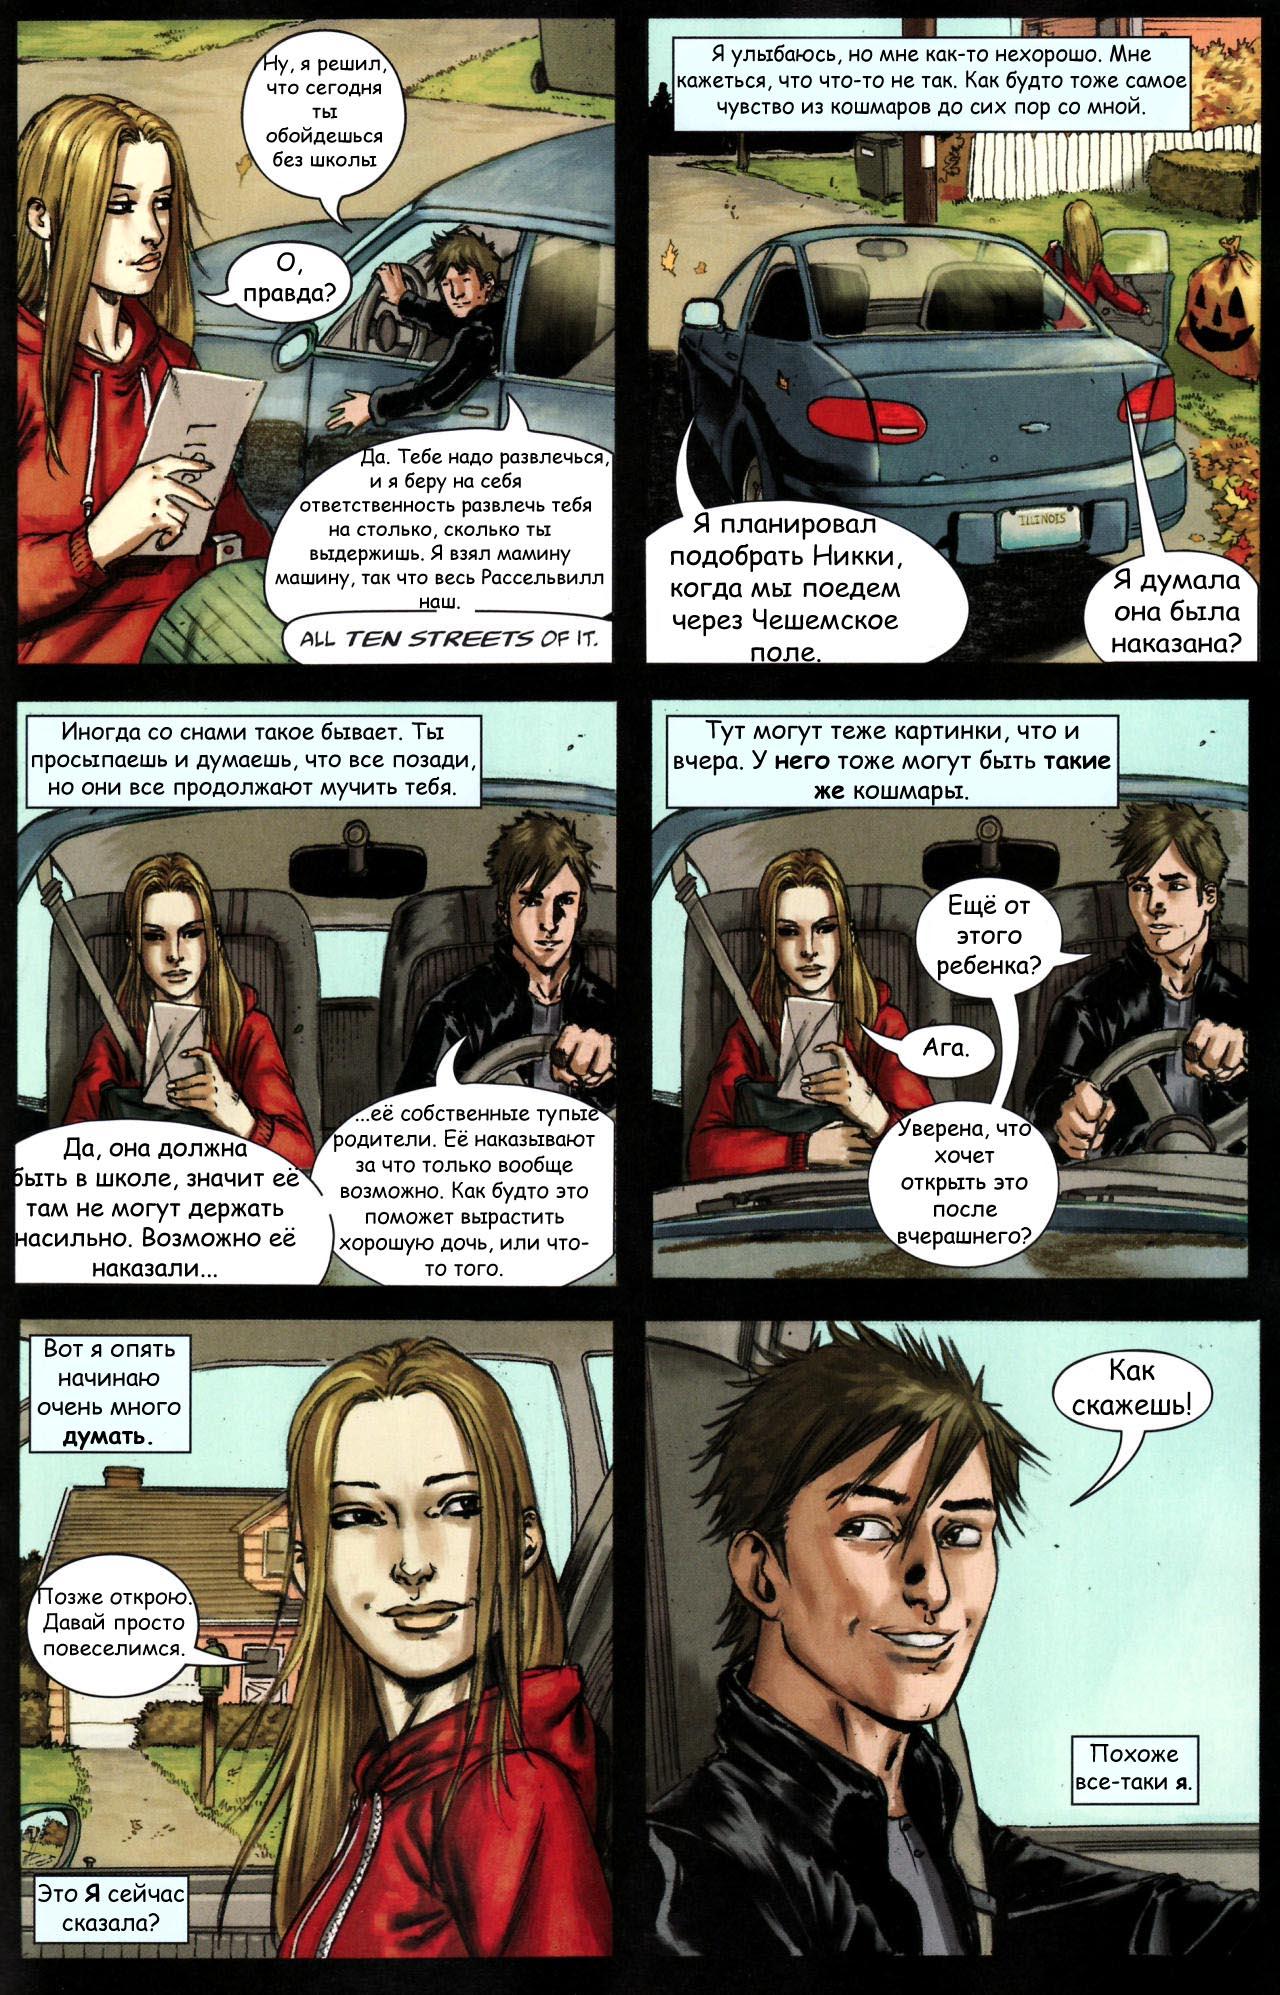 Ну, я решил,
что сегодня
ты
обойдешься
без школы
О,
правда?
Lis
Да. Тебе надо развлечься,
и я беру на себя
ответственность развлечь тебя
на столько, сколько ты
выдержишь. Я взял мамину
машину, так что весь Рассельвилл
наш.
ALL TEN STREETS OF IT.
Я улыбаюсь, но мне как-то нехорошо. Мне
кажеться, что что-то не так. Как будто тоже самое
чувство из кошмаров до сих пор со мной.
ILLINOIS
Я планировал
подобрать Никки,
когда мы поедем
через Чешемское
поле.
Я думала
она была
наказана?
Иногда со снами такое бывает. Ты
просыпаешь и думаешь, что все позади,
но они все продолжают мучить тебя.
Да, она должна
быть в школе, значит её
там не могут держать
насильно. Возможно её
наказали...
...её собственные тупые
родители. Её наказывают
за что только вообще
возможно. Как будто это
поможет вырастить
хорошую дочь, или что-
то того.
Тут могут теже картинки, что и
вчера. У него тоже могут быть такие
же кошмары.
Ещё от
этого
ребенка?
Ага.
Уверена, что
хочет
открыть это
после
вчерашнего?
Вот я опять
начинаю
очень много
думать.
Позже открою.
Давай просто
повеселимся.
Это Я сейчас
сказала?
Как
скажешь!
Похоже
все-таки я.